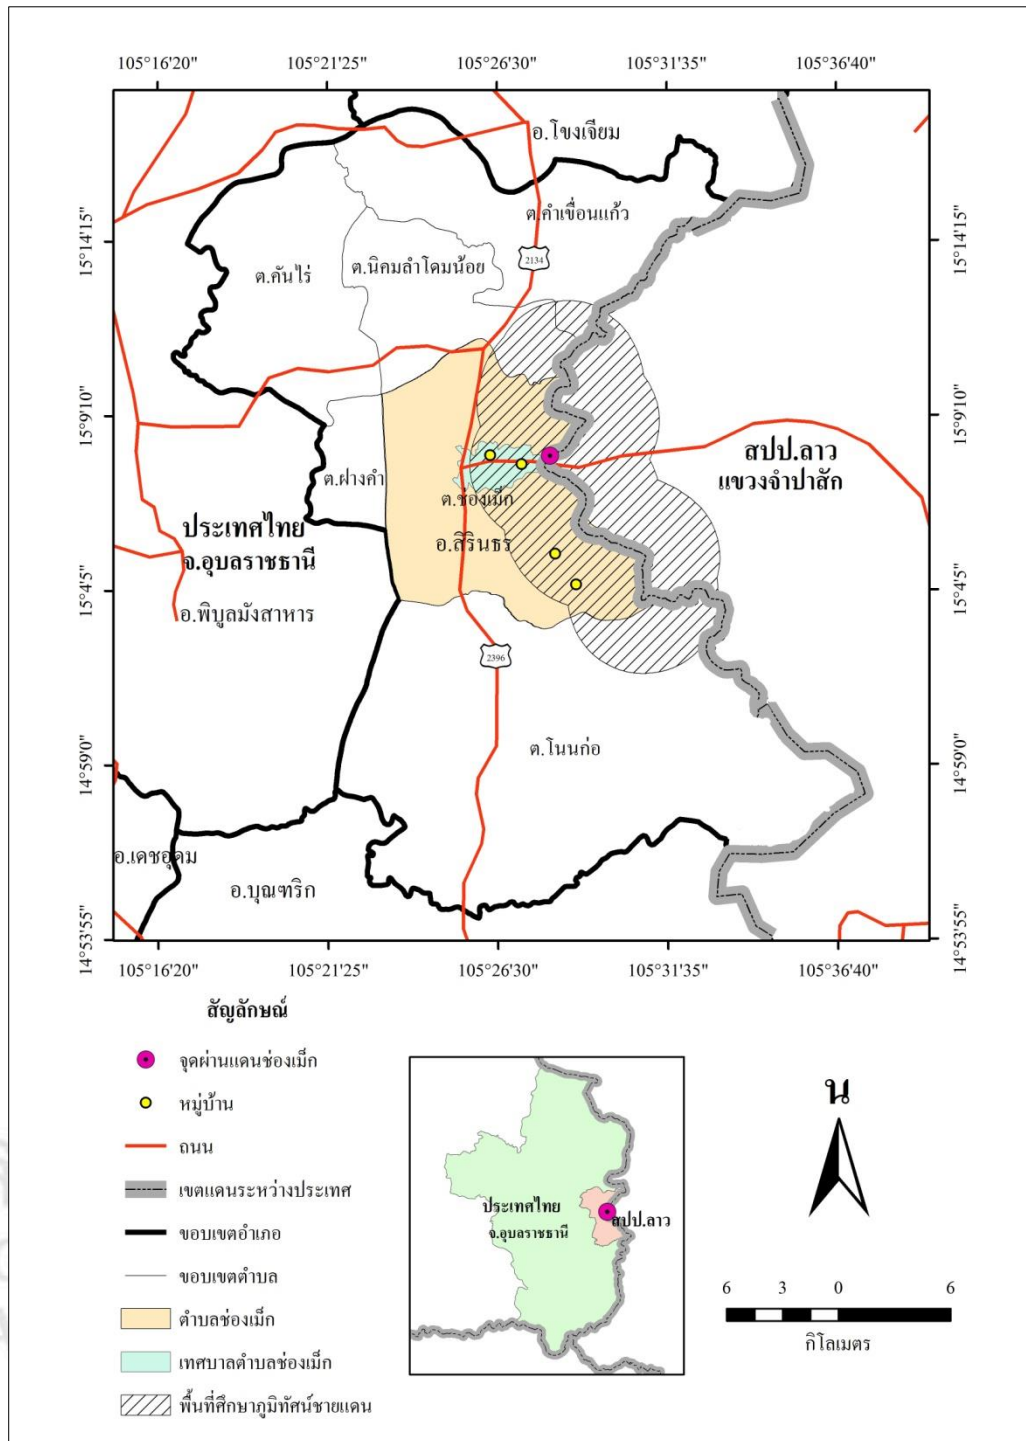 105°16'20" 105°21'25" 105°26'30" 105°31'35" 105°36'40"
อ.โขงเจียม
ต.คำเขื่อนแก้ว
15°14'15" 15°14'15"
ต.คันไร่
ต.นิคมลำโดมน้อย
2134
15°9'10" 15°9'10"
สปป.ลาว
แขวงจำปาสัก
ต.ฝางคำ
ต.ช่องเม็ก
ประเทศไทย
จ.อุบลราชธานี
อ.สิรินธร
15°4'5" 15°4'5"
อ.พิบูลมังสาหาร
2396
ต.โนนก่อ
14°59'0" 14°59'0"
อ.เดชอุดม
อ.บุณฑริก
14°53'55" 14°53'55"
105°16'20" 105°21'25" 105°26'30" 105°31'35" 105°36'40"
สัญลักษณ์
จุดผ่านแดนช่องเม็ก
หมู่บ้าน
ถนน
เขตแดนระหว่างประเทศ
ขอบเขตอำเภอ
ขอบเขตตำบล
ตำบลช่องเม็ก
เทศบาลตำบลช่องเม็ก
พื้นที่ศึกษาภูมิทัศน์ชายแดน
ประเทศไทย
จ.อุบลราชธานี
สปป.ลาว
น
6 3 0 6
กิโลเมตร